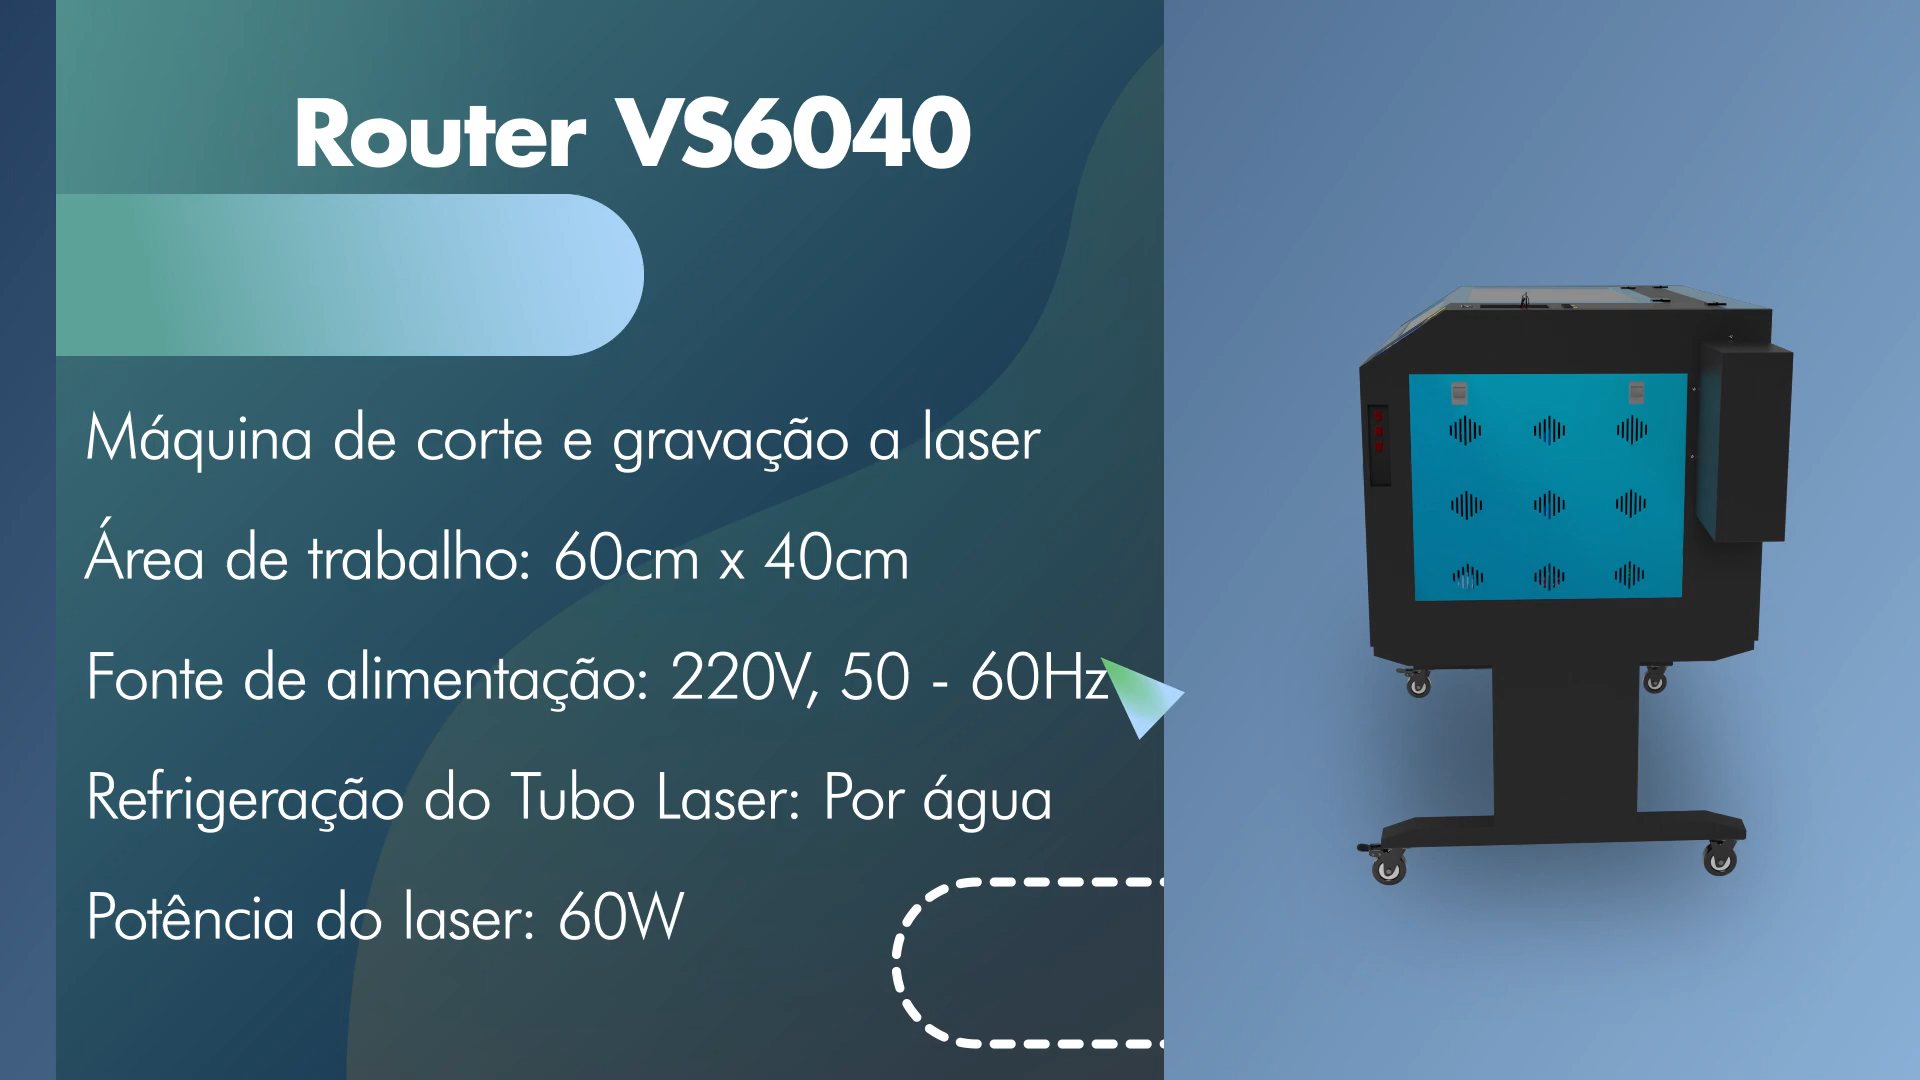 Router VS6040
Máquina de corte e gravação a laser
Área de trabalho: 60cm x 40cm
Fonte de alimentação: 220V, 50 - 60Hz
Refrigeração do Tubo Laser: Por água
Potência do laser: 60W